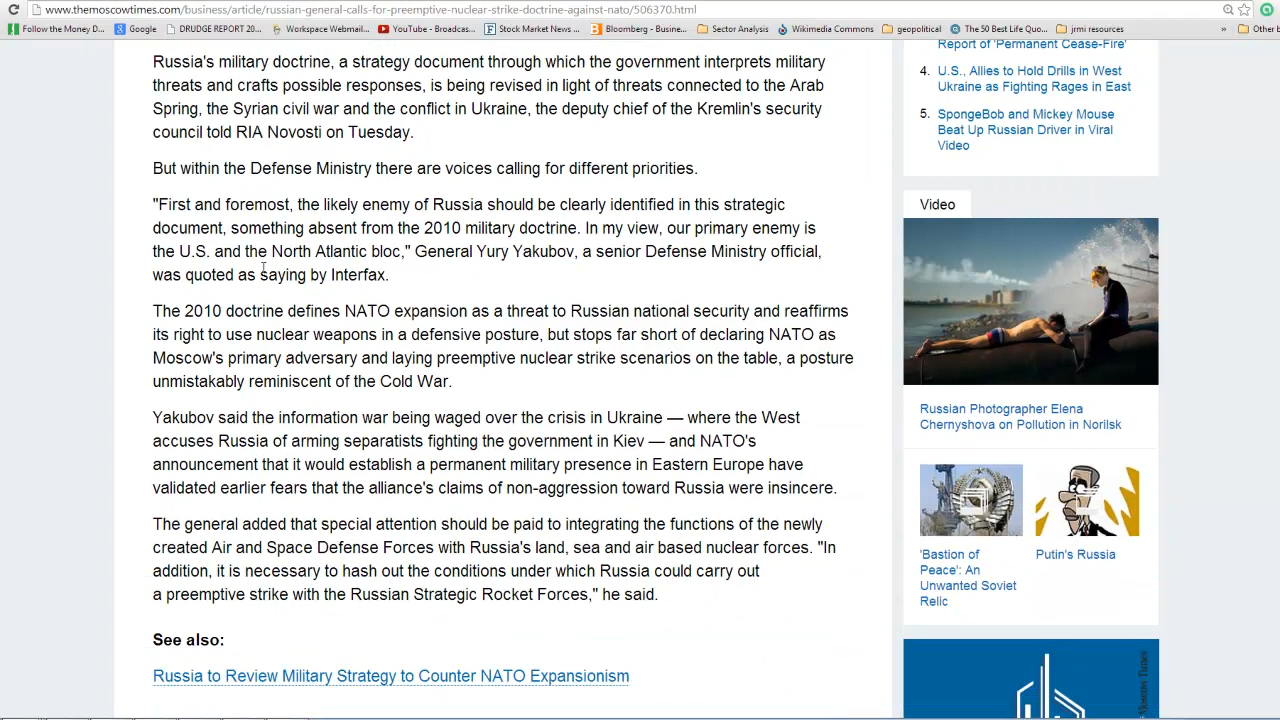 www.themoscowtimes.com/business/article/russian-general-calls-for-preemptive-nuclear-strike-doctrine-against-nato/506370.html
Follow the Money D... Google DRUDGE REPORT 20... Workspace Webmail... YouTube - Broadcas... Stock Market News ... Bloomberg - Busine... Sector Analysis Wikimedia Commons geopolitical The 50 Best Life Quo... jrmi resources » Other b
Russia's military doctrine, a strategy document through which the government interprets military
threats and crafts possible responses, is being revised in light of threats connected to the Arab
Spring, the Syrian civil war and the conflict in Ukraine, the deputy chief of the Kremlin's security
council told RIA Novosti on Tuesday.
But within the Defense Ministry there are voices calling for different priorities.
"First and foremost, the likely enemy of Russia should be clearly identified in this strategic
document, something absent from the 2010 military doctrine. In my view, our primary enemy is
the U.S. and the North Atlantic bloc," General Yury Yakubov, a senior Defense Ministry official,
was quoted as saying by Interfax.
The 2010 doctrine defines NATO expansion as a threat to Russian national security and reaffirms
its right to use nuclear weapons in a defensive posture, but stops far short of declaring NATO as
Moscow's primary adversary and laying preemptive nuclear strike scenarios on the table, a posture
unmistakably reminiscent of the Cold War.
Yakubov said the information war being waged over the crisis in Ukraine — where the West
accuses Russia of arming separatists fighting the government in Kiev — and NATO's
announcement that it would establish a permanent military presence in Eastern Europe have
validated earlier fears that the alliance's claims of non-aggression toward Russia were insincere.
The general added that special attention should be paid to integrating the functions of the newly
created Air and Space Defense Forces with Russia's land, sea and air based nuclear forces. "In
addition, it is necessary to hash out the conditions under which Russia could carry out
a preemptive strike with the Russian Strategic Rocket Forces," he said.
See also:
Russia to Review Military Strategy to Counter NATO Expansionism
Report of 'Permanent Cease-Fire'
4. U.S., Allies to Hold Drills in West
Ukraine as Fighting Rages in East
5. SpongeBob and Mickey Mouse
Beat Up Russian Driver in Viral
Video
Video
Russian Photographer Elena
Chernyshova on Pollution in Norilsk
'Bastion of
Peace': An
Unwanted Soviet
Relic
Putin's Russia
Moscow Times